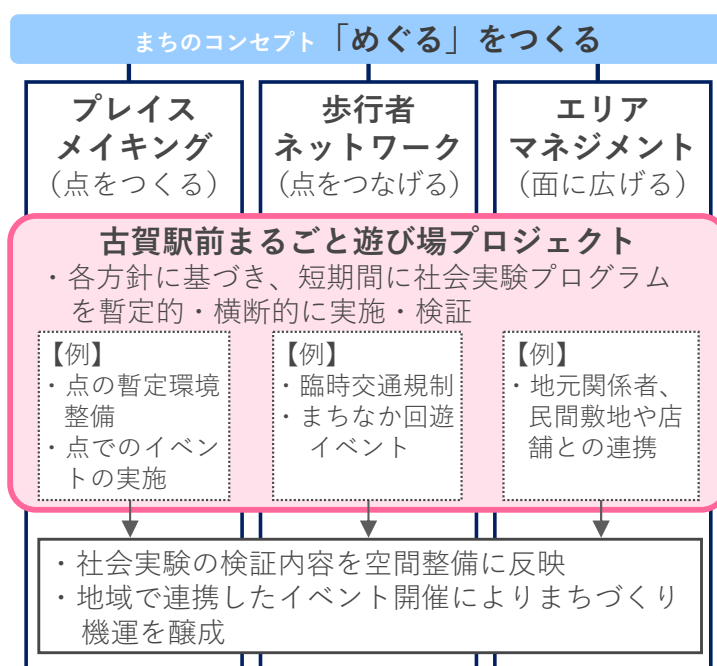 まちのコンセプト「めぐる」をつくる
プレイス
メイキング
(点をつくる)
歩行者
ネットワーク
(点をつなげる)
エリア
マネジメント
(面に広げる)
古賀駅前まるごと遊び場プロジェクト
・各方針に基づき、短期間に社会実験プログラム
を暫定的・横断的に実施・検証
【例】
・点の暫定環境
整備
・点でのイベン
トの実施
【例】
・臨時交通規制
・まちなか回遊
イベント
【例】
・地元関係者、
民間敷地や店
舗との連携
・社会実験の検証内容を空間整備に反映
・地域で連携したイベント開催によりまちづくり
機運を醸成